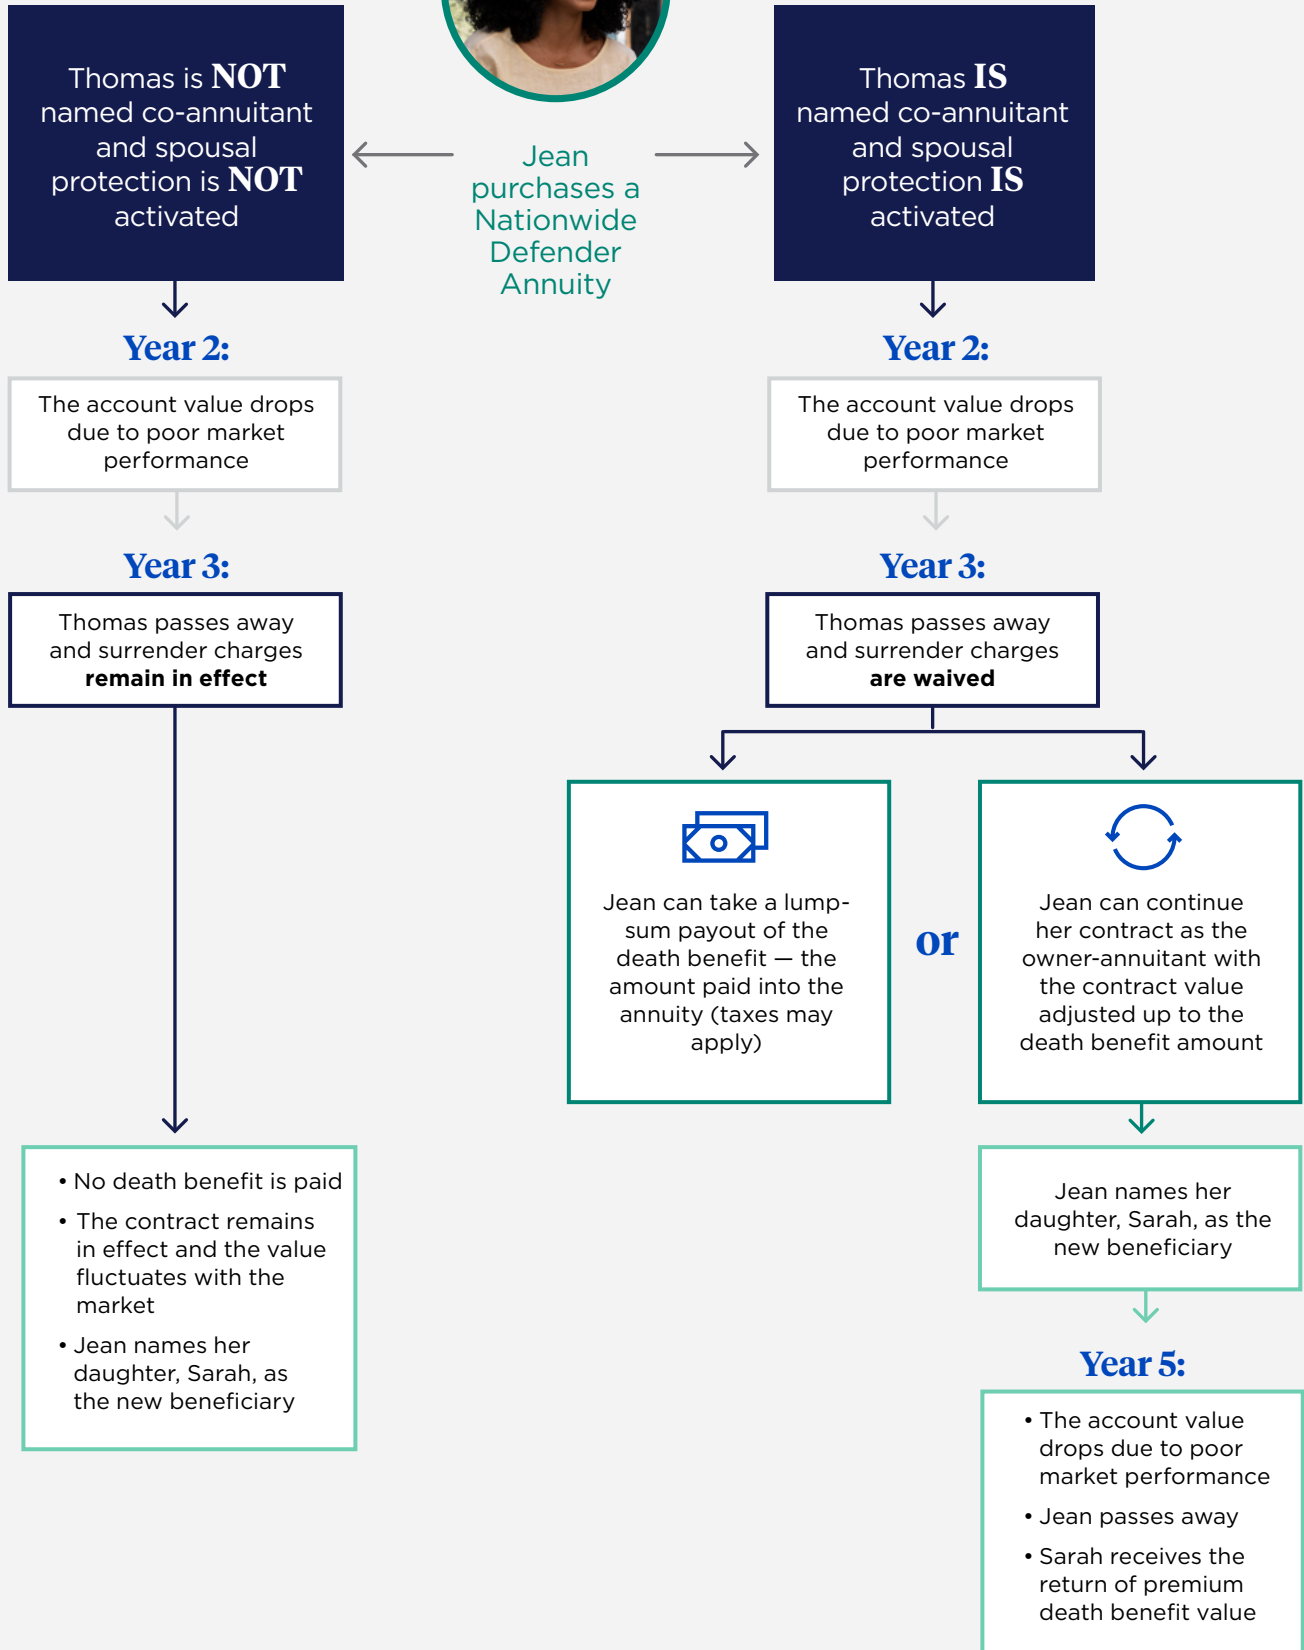 Thomas is NOT
named co-annuitant
and spousal
protection is NOT
activated
Jean
purchases a
Nationwide
Defender
Annuity
Thomas IS
named co-annuitant
and spousal
protection IS
activated
Year 2:
The account value drops
due to poor market
performance
Year 3:
Thomas passes away
and surrender charges
remain in effect
• No death benefit is paid
• The contract remains
in effect and the value
fluctuates with the
market
• Jean names her
daughter, Sarah, as
the new beneficiary
Year 2:
The account value drops
due to poor market
performance
Year 3:
Thomas passes away
and surrender charges
are waived
Jean can take a lump-
sum payout of the
death benefit — the
amount paid into the
annuity (taxes may
apply)
or
Jean can continue
her contract as the
owner-annuitant with
the contract value
adjusted up to the
death benefit amount
Jean names her
daughter, Sarah, as the
new beneficiary
Year 5:
• The account value
drops due to poor
market performance
• Jean passes away
• Sarah receives the
return of premium
death benefit value